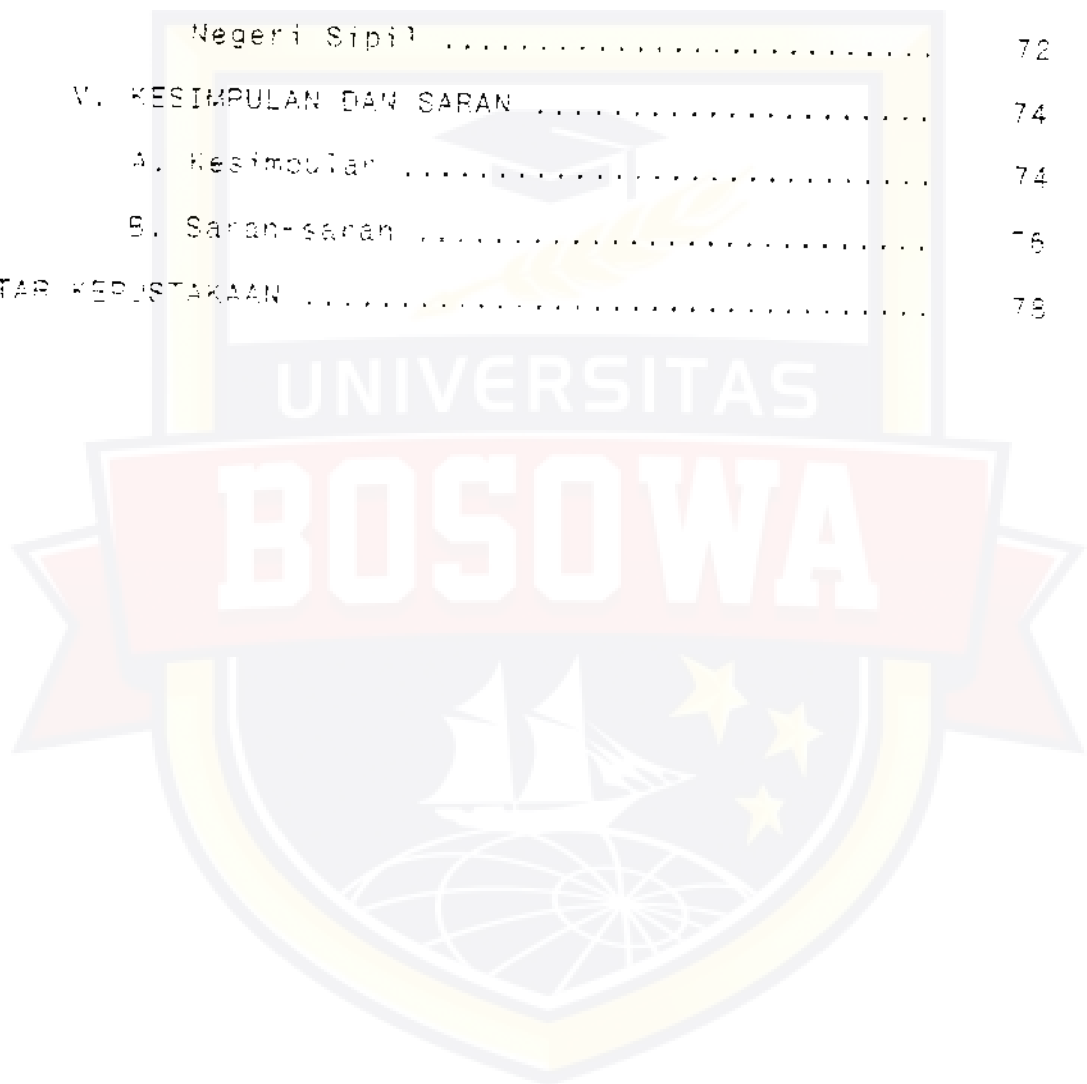 Negeri Sipil .............................. 72
V. KESIMPULAN DAN SARAN ........................ 74
A. Kesimpulan ................................. 74
B. Saran-saran ................................ 76
TAR KEPUSTAKAAN ...................................... 78
UNIVERSITAS
BOSOWA